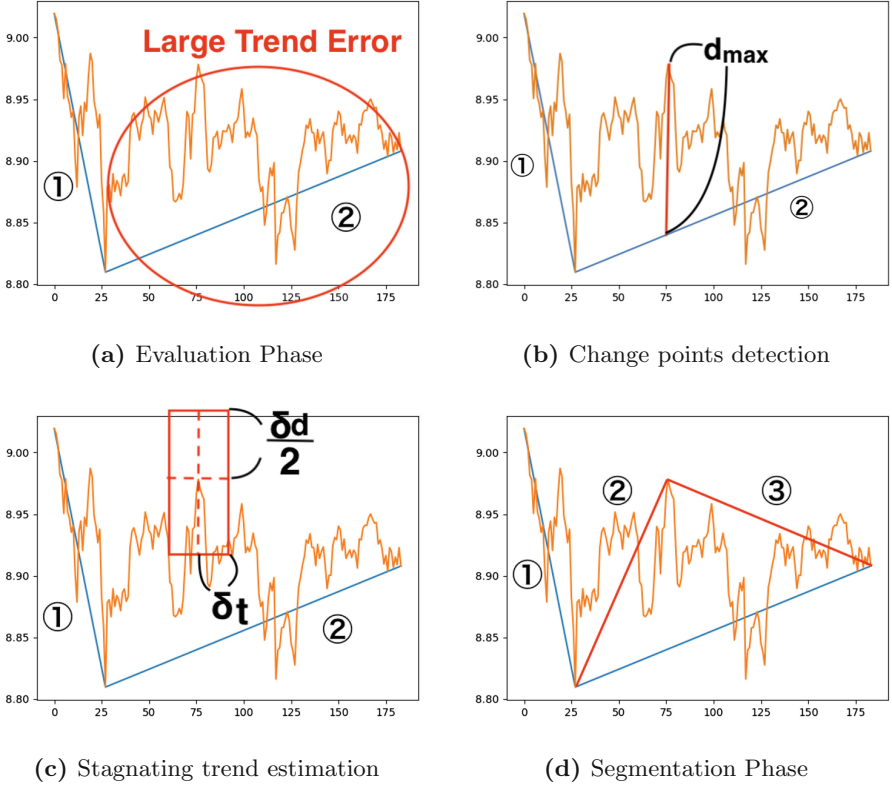 Large Trend Error
9.00
8.95
8.90
8.85
8.80
①
②
0 25 50 75 100 125 150 175
(a) Evaluation Phase
dmax
9.00
8.95
8.90
8.85
8.80
①
②
0 25 50 75 100 125 150 175
(b) Change points detection
δd
2
9.00
8.95
8.90
8.85
8.80
δt
①
②
0 25 50 75 100 125 150 175
(c) Stagnating trend estimation
9.00
8.95
8.90
8.85
8.80
②
③
①
0 25 50 75 100 125 150 175
(d) Segmentation Phase